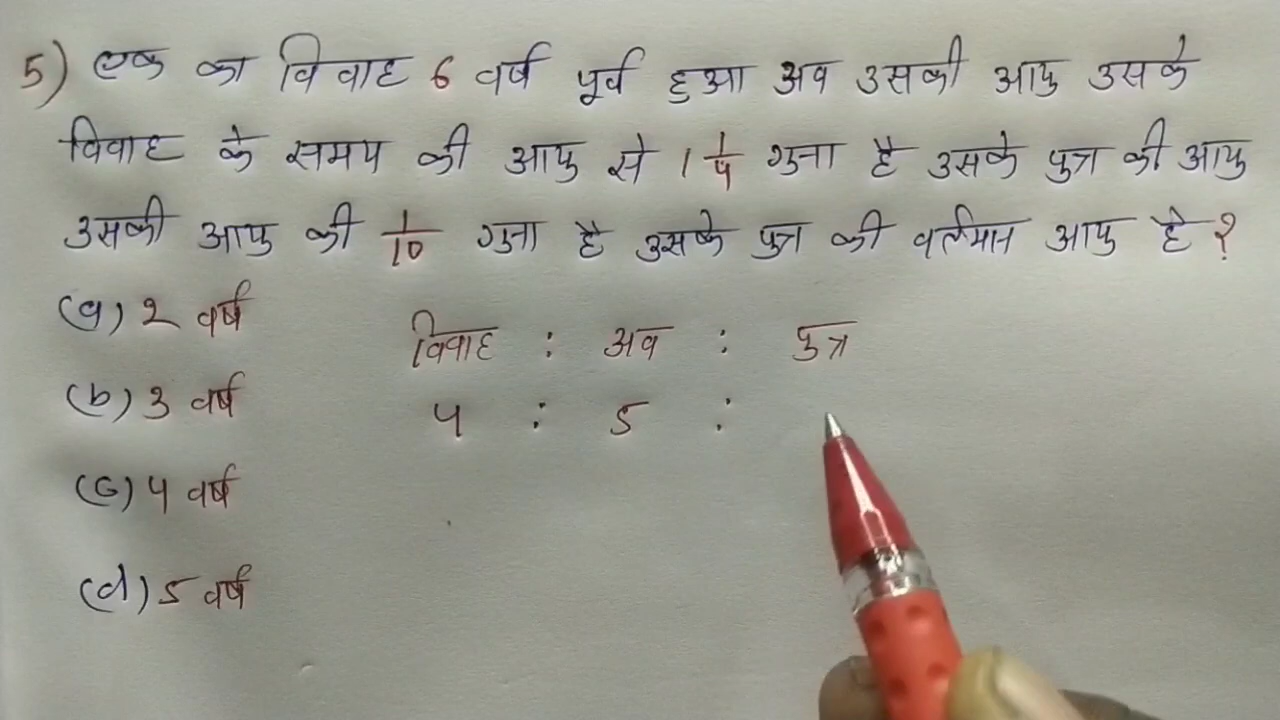 5) एक का विवाह 6 वर्ष पूर्व हुआ अब उसकी आयु उसके
विवाह के समय की आयु से 1 1/4 गुना है उसके पुत्र की आयु
उसकी आयु की 1/10 गुना है उसके पुत्र की वर्तमान आयु है ?
(a) 2 वर्ष
विवाह : अब : पुत्र
(b) 3 वर्ष
4 : 5 :
(c) 4 वर्ष
(d) 5 वर्ष